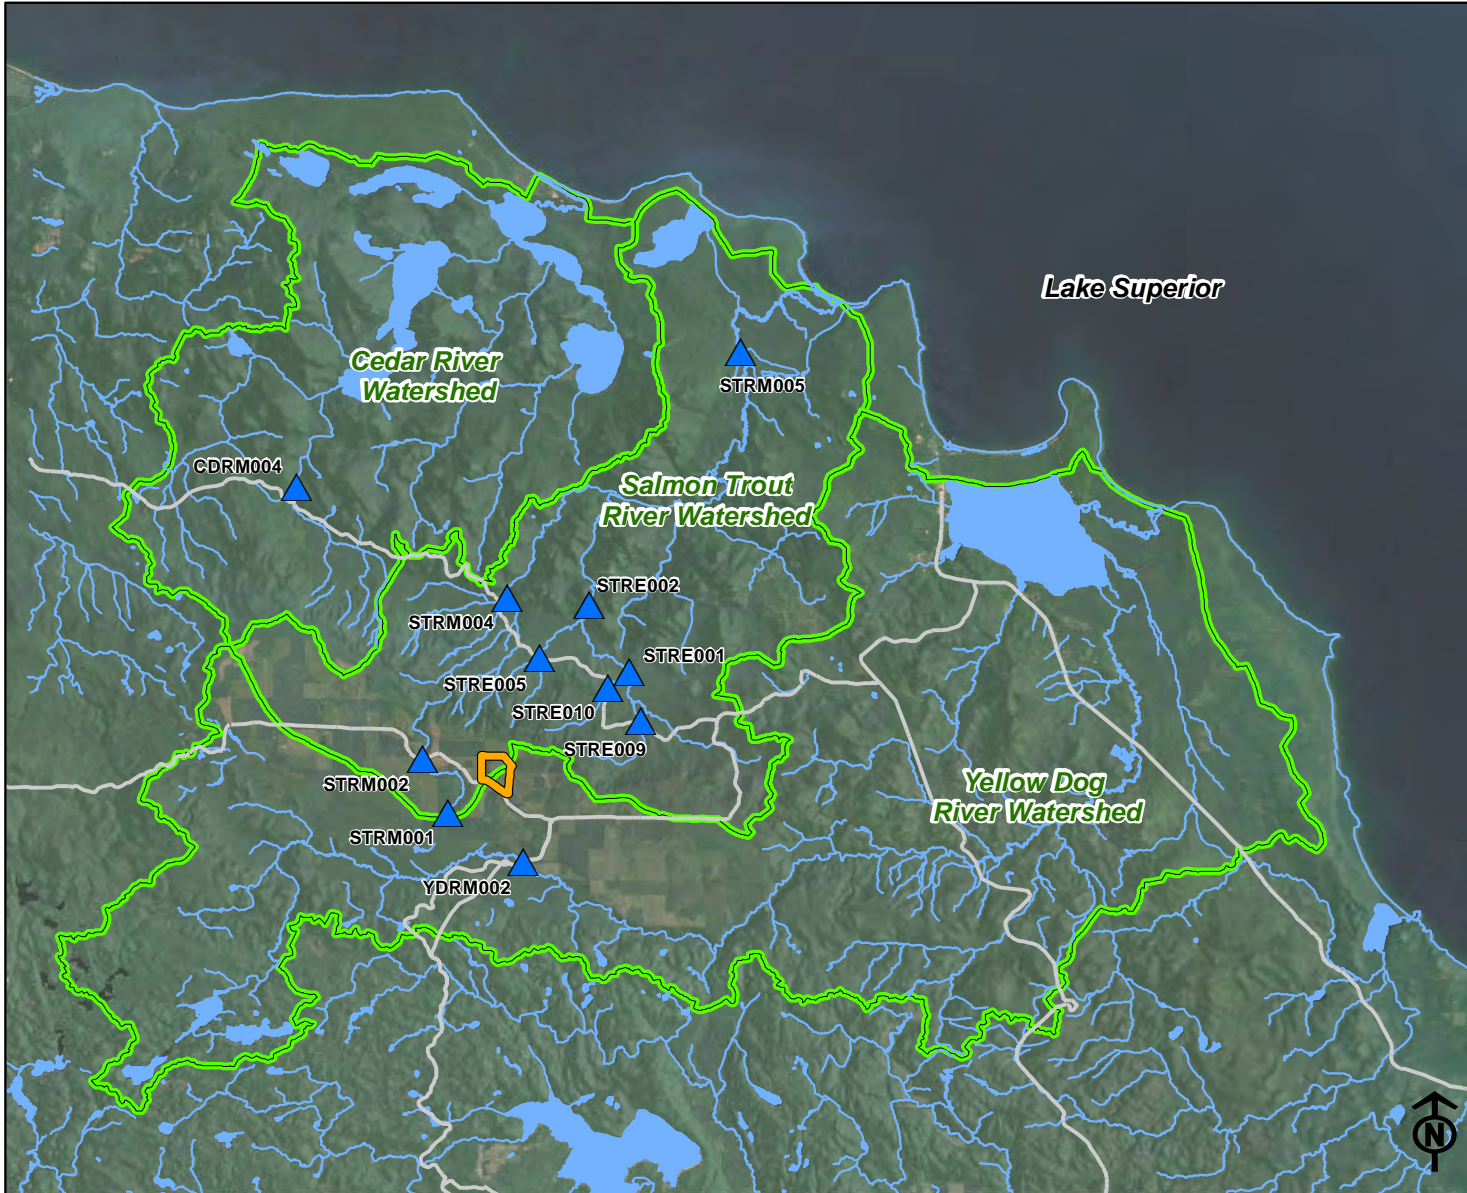 Lake Superior
Cedar River
Watershed
STRM005
CDRM004
Salmon Trout
River Watershed
STRE002
STRM004
STRE001
STRE005
STRE010
STRE009
STRM002
Yellow Dog
River Watershed
STRM001
YDRM002
N